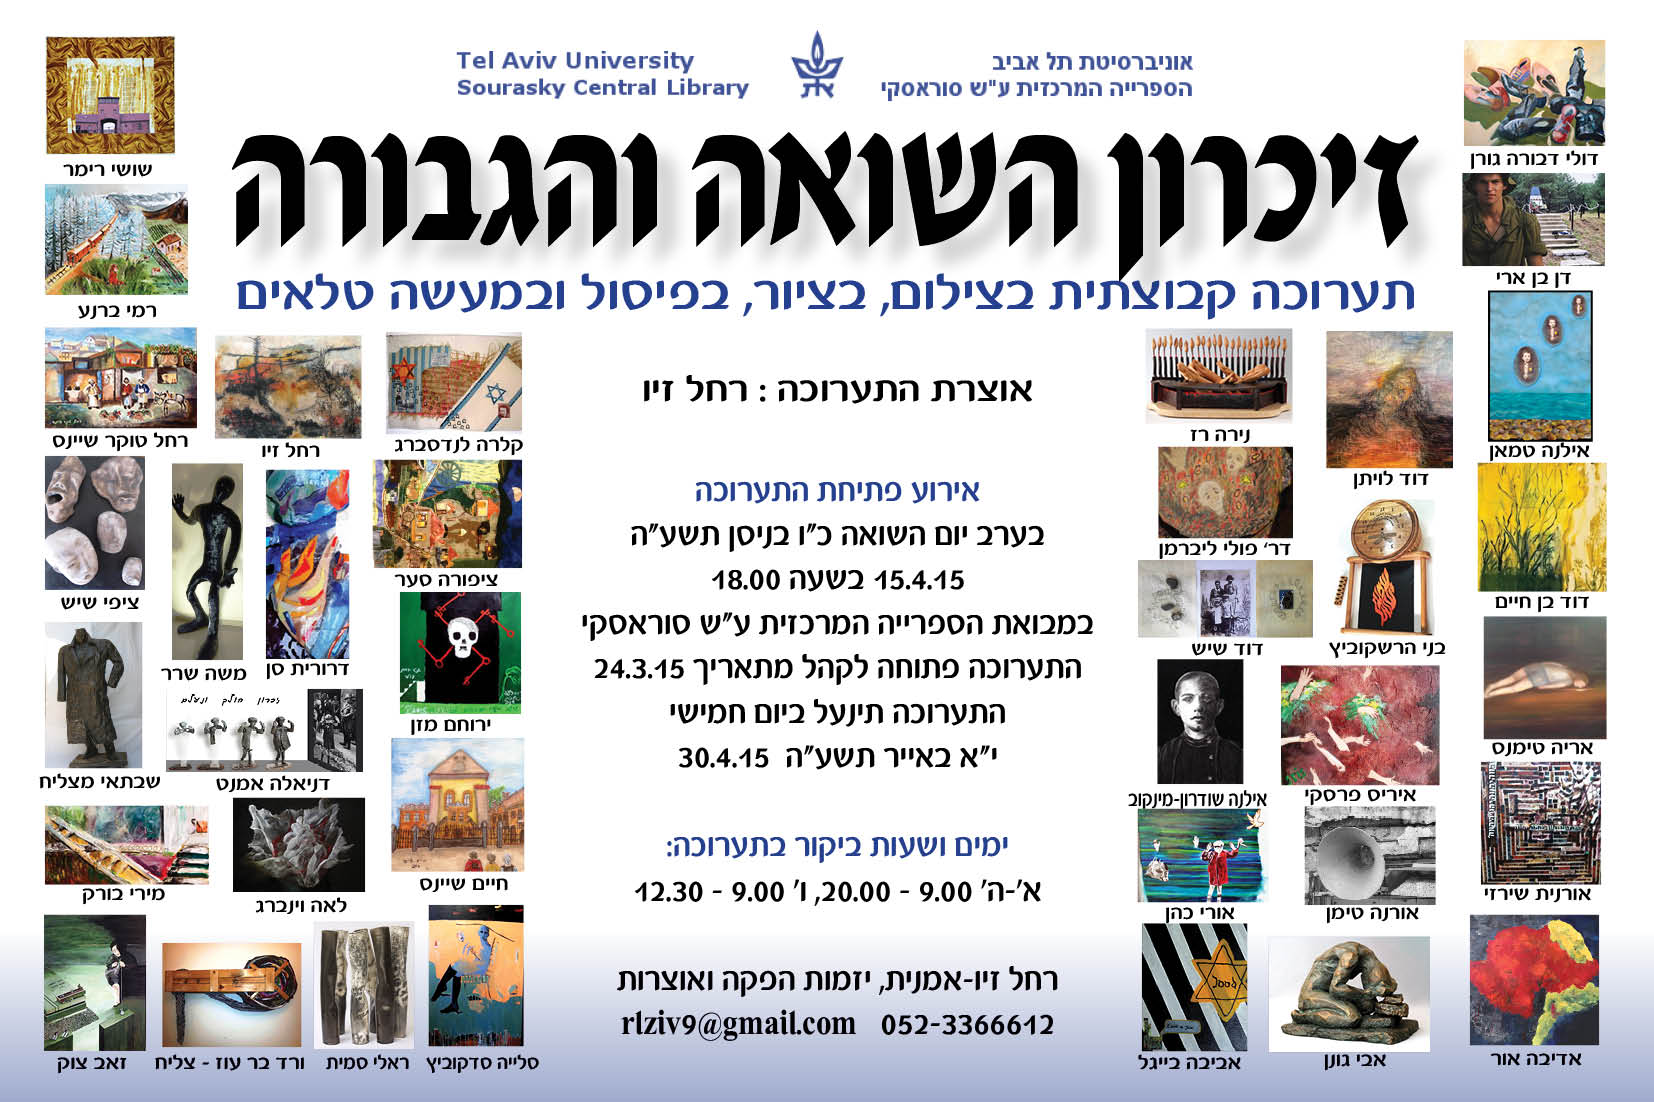 Tel Aviv University
Sourasky Central Library
אוניברסיטת תל אביב
הספרייה המרכזית ע"ש סוראסקי
זיכרון השואה והגבורה
תערוכה קבוצתית בצילום, בציור, בפיסול ובמעשה טלאים
אוצרת התערוכה : רחל זיו
אירוע פתיחת התערוכה
בערב יום השואה כ"ו בניסן תשע"ה
15.4.15 בשעה 18.00
במבואת הספרייה המרכזית ע"ש סוראסקי
התערוכה פתוחה לקהל מתאריך 24.3.15
התערוכה תינעל ביום חמישי
י"א באייר תשע"ה 30.4.15
ימים ושעות ביקור בתערוכה:
א'-ה' 9.00 - 20.00, ו' 9.00 - 12.30
רחל זיו-אמנית, יזמות הפקה ואוצרות
rlziv9@gmail.com 052-3366612
דולי דבורה גורן
דן בן ארי
אילנה טמאן
דוד בן חיים
אריה טימנס
אורנית שירזי
אדיבה אור
נירה רז
דוד לויתן
דר' פולי ליברמן
בני הרשקוביץ
דוד שיש
אילנה שודרון-מינקוב
איריס פרסקי
אורי כהן
אורנה טימן
אביבה בייגל
אבי גונן
שושי רימר
רמי ברנע
רחל טוקר שיינס
רחל זיו
קלרה לנדסברג
ציפי שיש
משה שרר
דרורית סן
ציפורה סער
ירוחם מזן
זכרון הולך ונעלם
שבתאי מצליח
דניאלה אמנט
מירי בורק
לאה וינברג
חיים שיינס
זאב צוק
ורד בר עוז - צליח
ראלי סמית
סלייה סדקוביץ